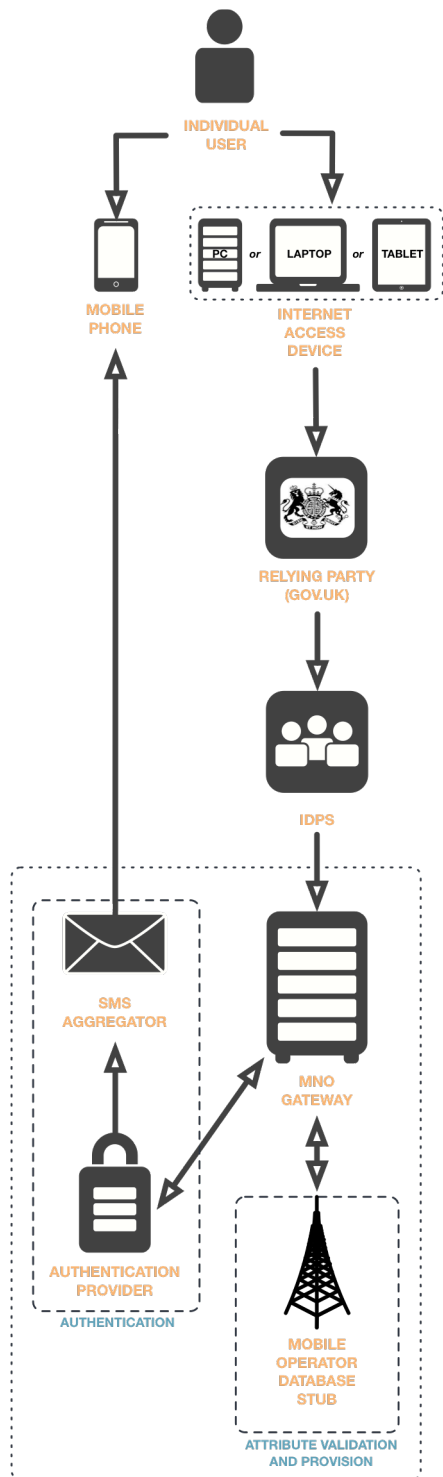 INDIVIDUAL
USER
PC or LAPTOP or TABLET
MOBILE
PHONE
INTERNET
ACCESS
DEVICE
RELYING PARTY
(GOV.UK)
IDPS
SMS
AGGREGATOR
MNO
GATEWAY
AUTHENTICATION
PROVIDER
AUTHENTICATION
MOBILE
OPERATOR
DATABASE
STUB
ATTRIBUTE VALIDATION
AND PROVISION